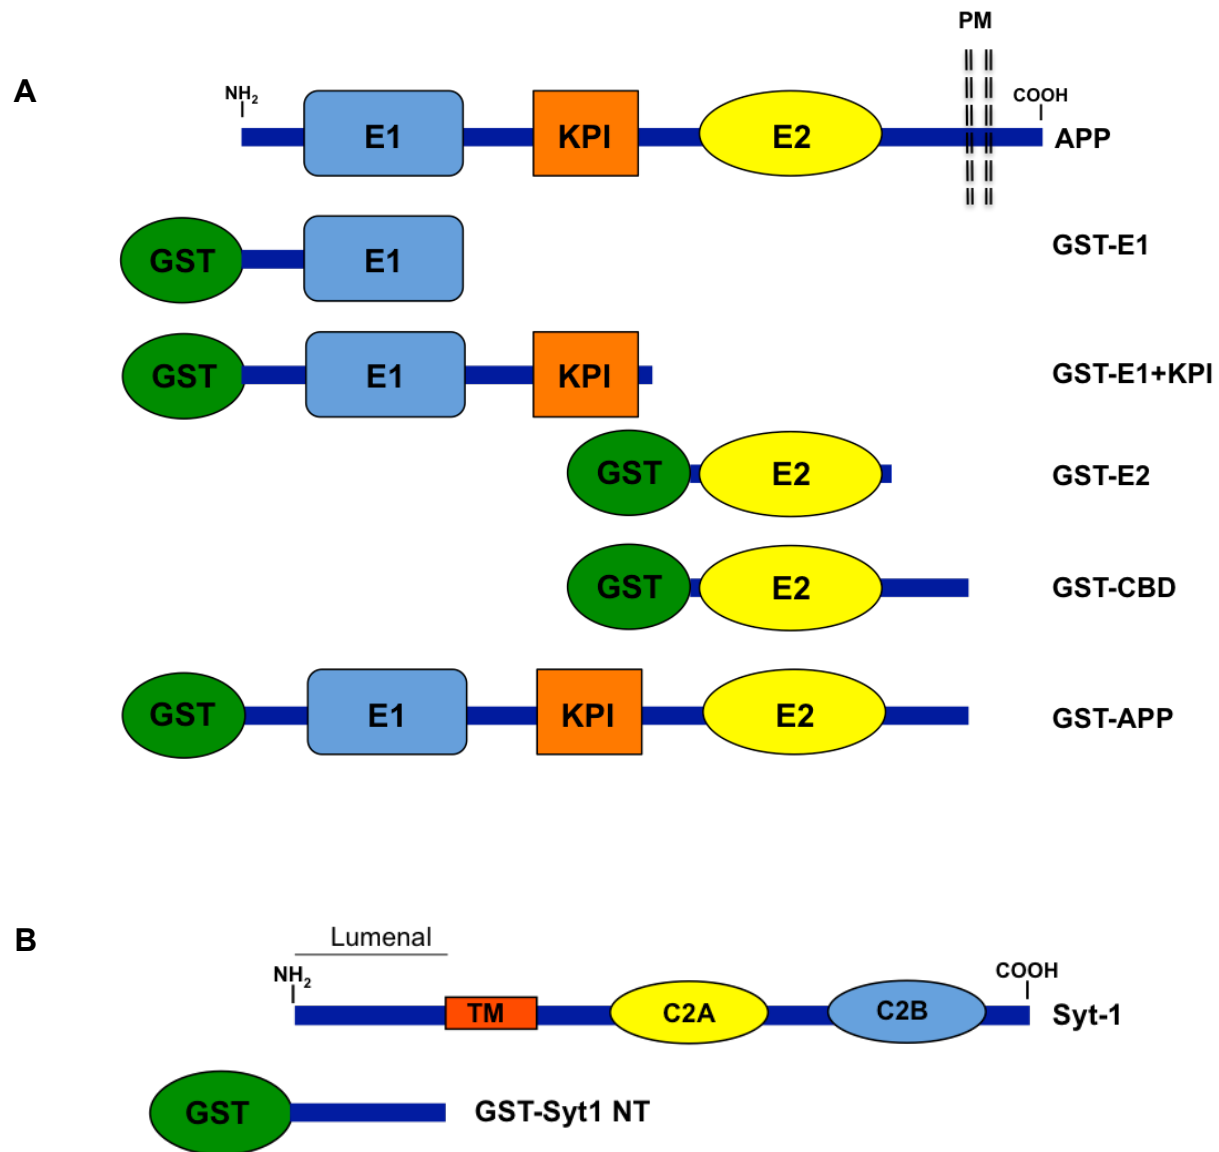 PM
A
NH2
COOH
E1
KPI
E2
APP
GST
E1
GST-E1
GST
E1
KPI
GST-E1+KPI
GST
E2
GST-E2
GST
E2
GST-CBD
GST
E1
KPI
E2
GST-APP
B
Lumenal
NH2
COOH
TM
C2A
C2B
Syt-1
GST
GST-Syt1 NT